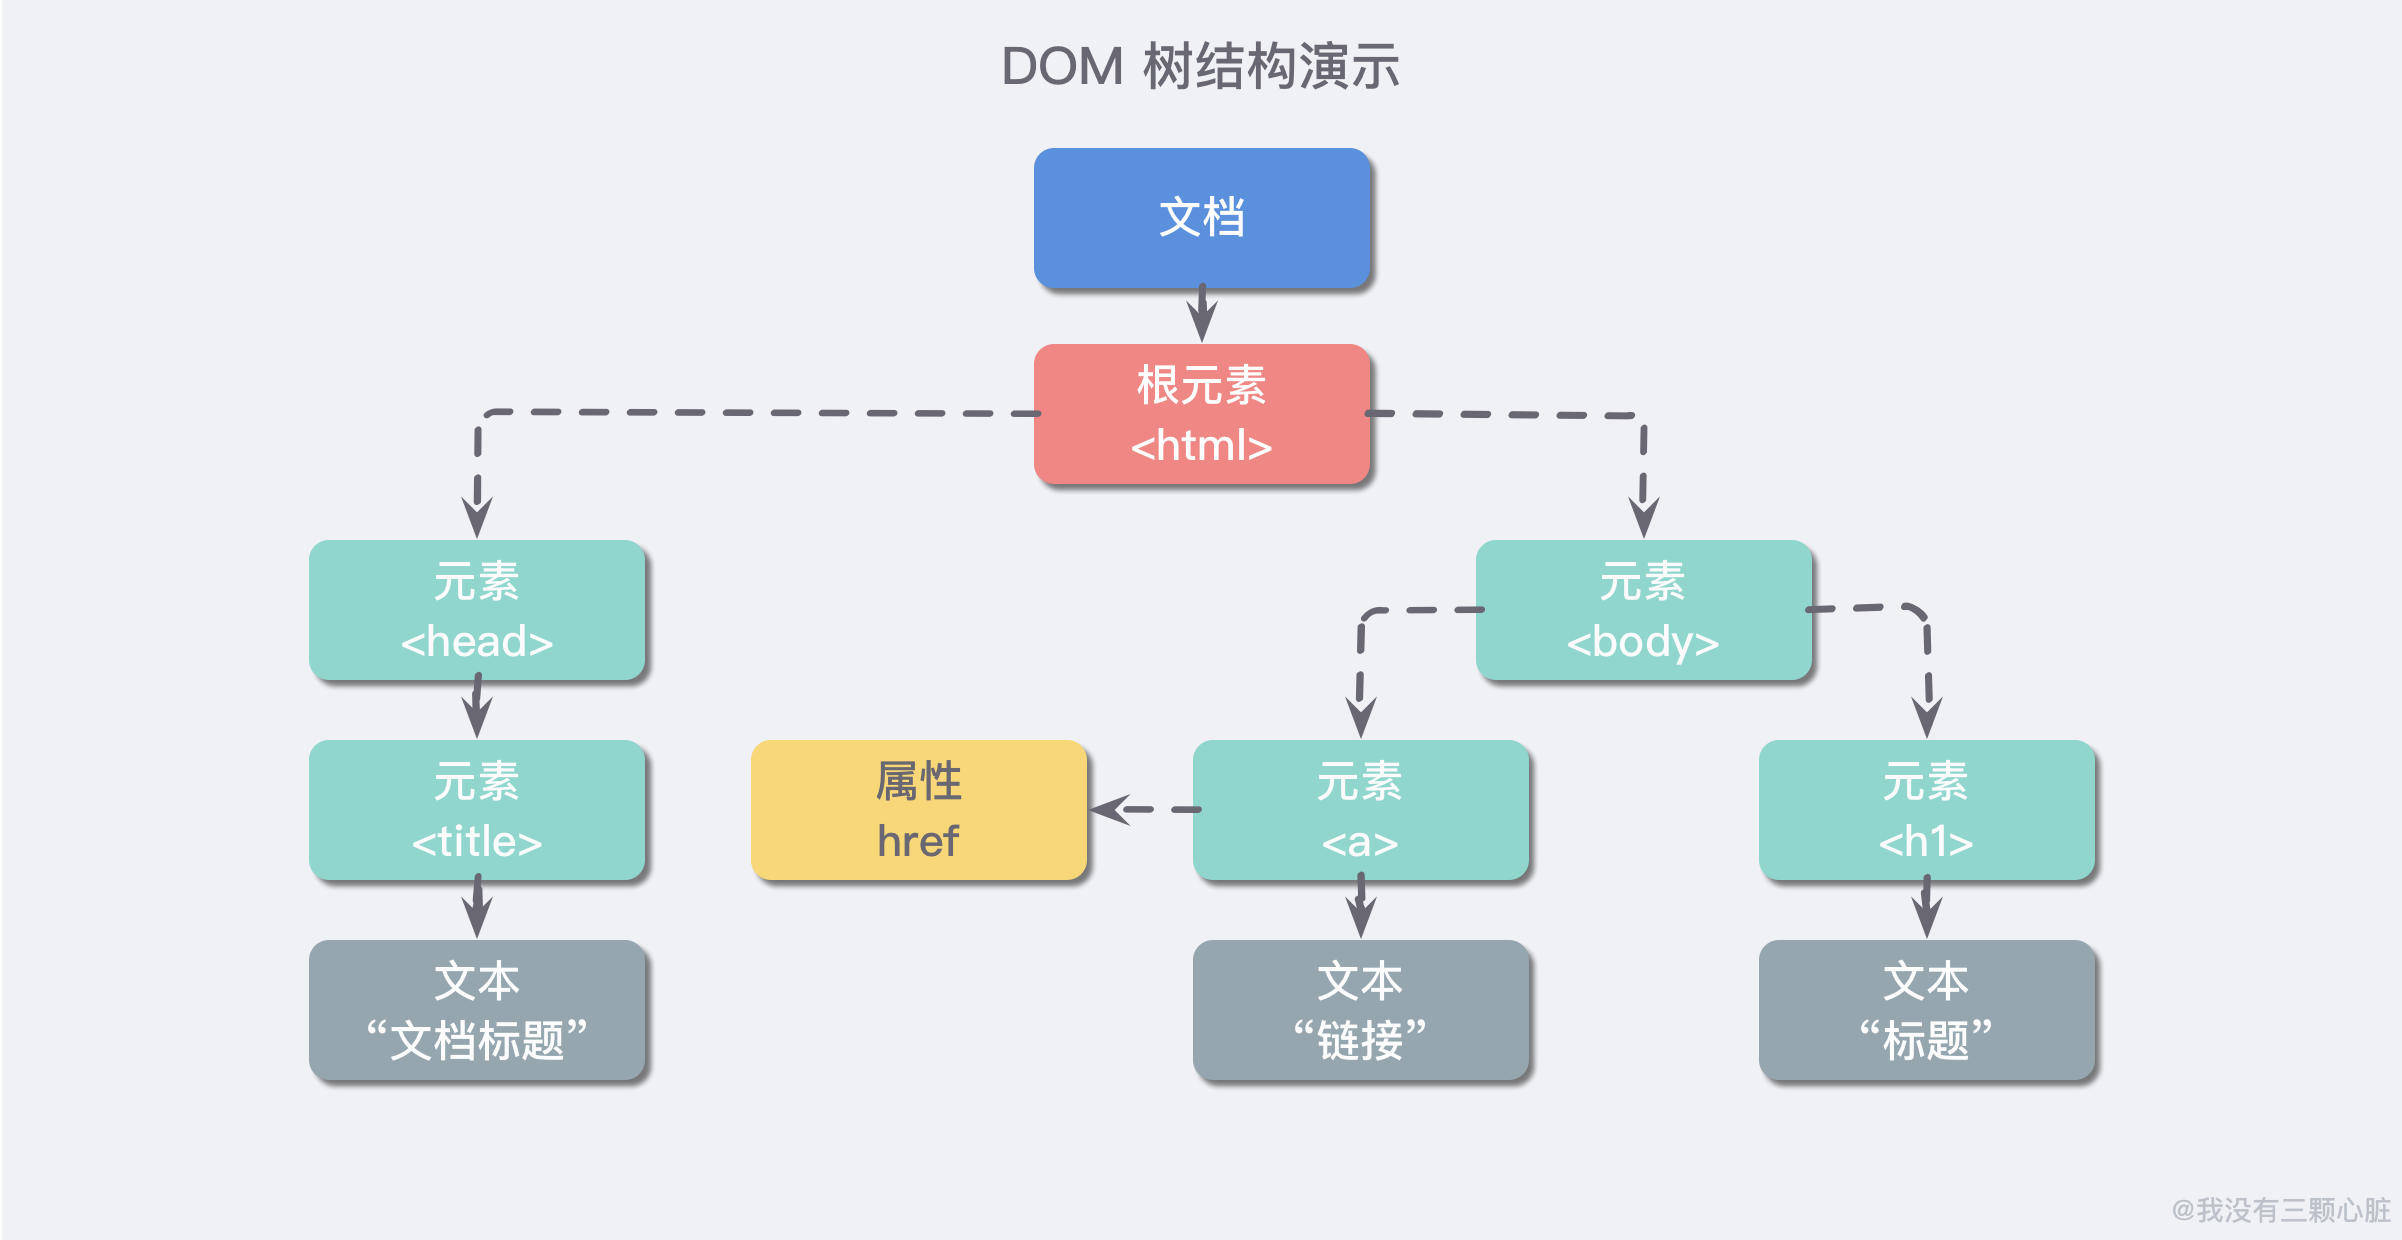 DOM 树结构演示
文档
根元素
<html>
元素
<head>
元素
<body>
元素
<title>
属性
href
元素
<a>
元素
<h1>
文本
“文档标题”
文本
“链接”
文本
“标题”
@我没有三颗心脏